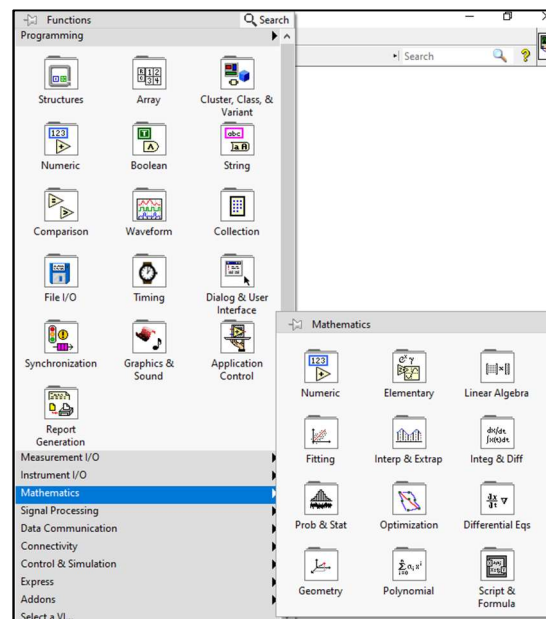 Functions
Search
Programming
Search
Structures
Array
Cluster, Class, &
Variant
Numeric
Boolean
String
Comparison
Waveform
Collection
File I/O
Timing
Dialog & User
Interface
Synchronization
Graphics &
Sound
Application
Control
Report
Generation
Measurement I/O
Instrument I/O
Mathematics
Signal Processing
Data Communication
Connectivity
Control & Simulation
Express
Addons
Select a VI...
Mathematics
Numeric
Elementary
Linear Algebra
Fitting
Interp & Extrap
Integ & Diff
Prob & Stat
Optimization
Differential Eqs
Geometry
Polynomial
Script &
Formula